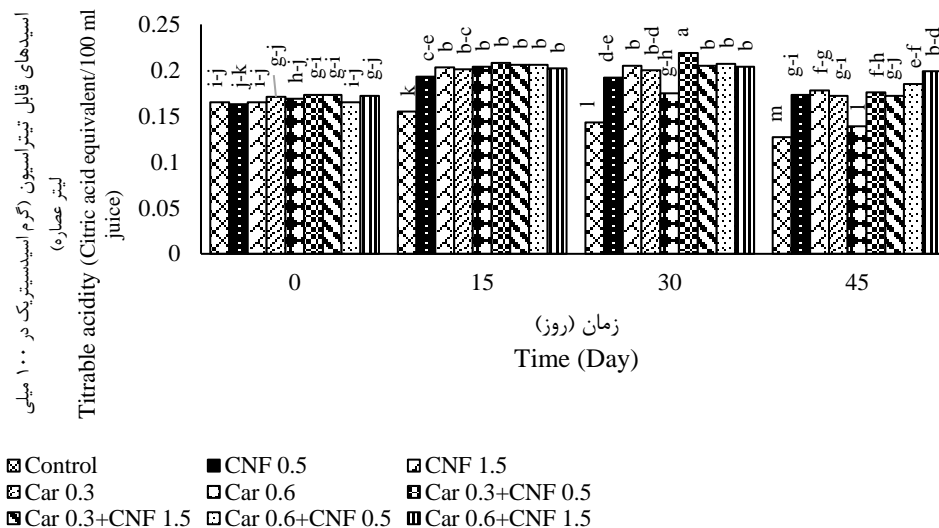 اسیدهای قابل تیتراسیون (گرم اسیدسیتریک در ۱۰۰ میلی
لیتر عصاره)
Titrable acidity (Citric acid equivalent/100 ml
juice)
0.25
0.2
0.15
0.1
0.05
0
i-j
j-k
i-j
g-j
h-j
g-i
g-i
i-j
g-j
k
c-e
b
b-c
b
b
b
b
b
l
d-e
b
b-d
g-h
a
b
b
b
m
g-i
f-g
g-i
l
f-h
g-j
e-f
b-d
0 15 30 45
زمان (روز)
Time (Day)
Control CNF 0.5 CNF 1.5
Car 0.3 Car 0.6 Car 0.3+CNF 0.5
Car 0.3+CNF 1.5 Car 0.6+CNF 0.5 Car 0.6+CNF 1.5